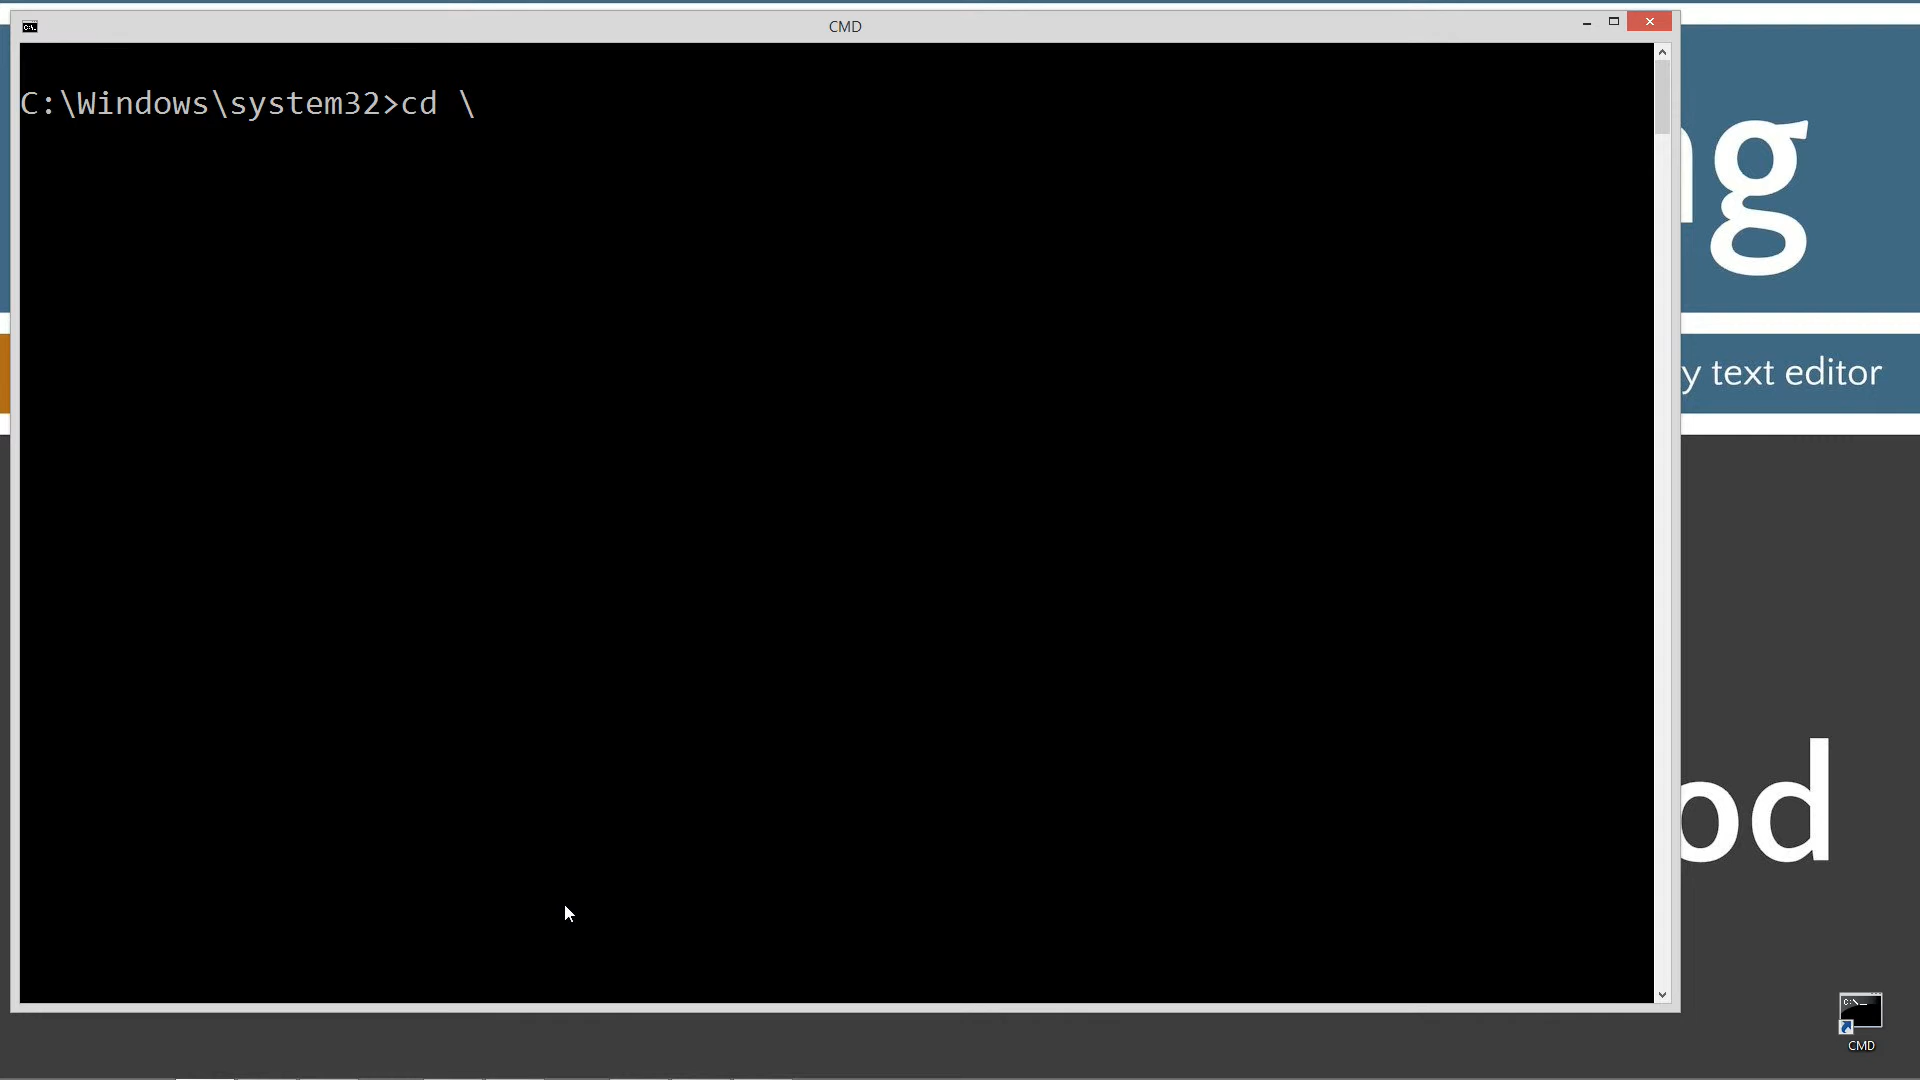 CMD
C:\Windows\system32>cd \
g
y text editor
od
CMD